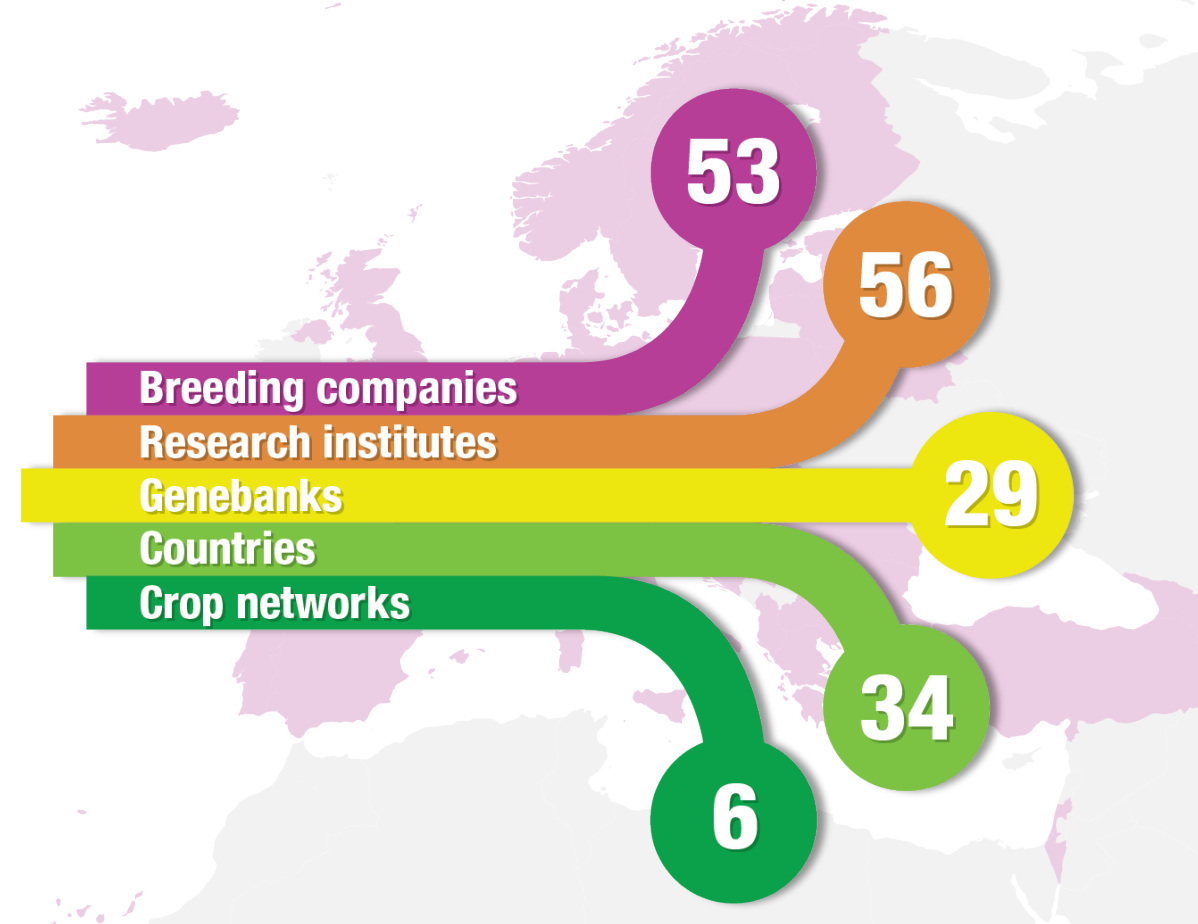 53
56
Breeding companies
Research institutes
Genebanks
29
Countries
Crop networks
34
6